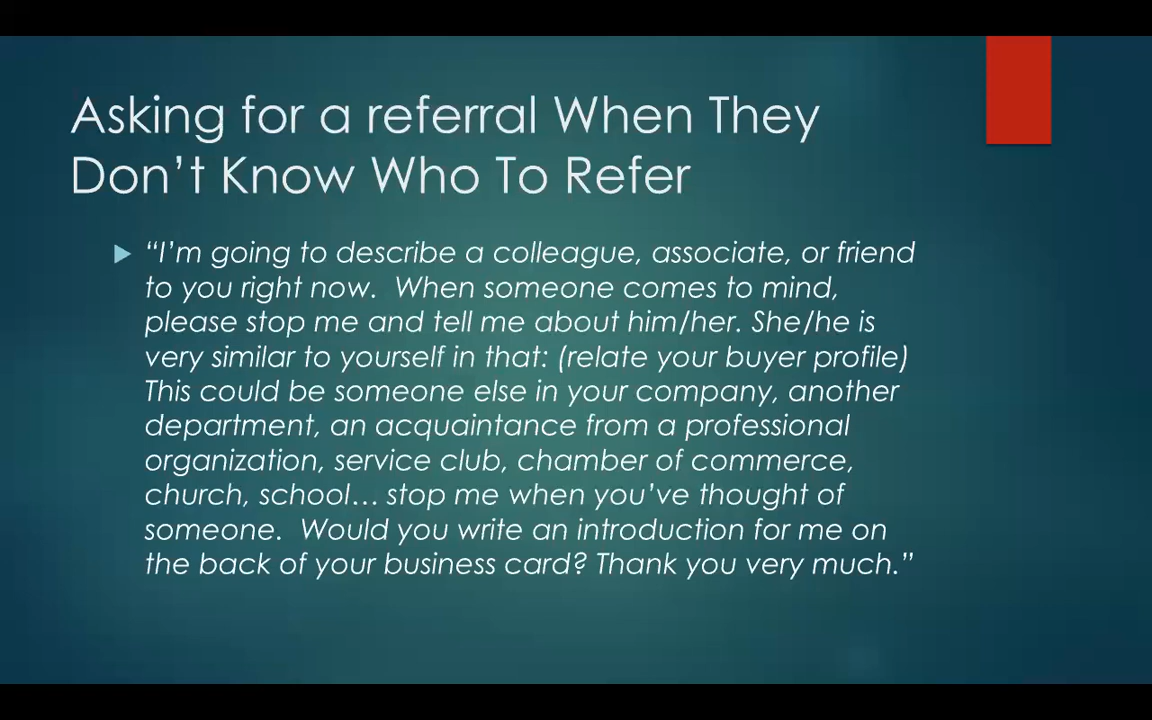 Asking for a referral When They
Don’t Know Who To Refer
“I’m going to describe a colleague, associate, or friend
to you right now.  When someone comes to mind,
please stop me and tell me about him/her. She/he is
very similar to yourself in that: (relate your buyer profile)
This could be someone else in your company, another
department, an acquaintance from a professional
organization, service club, chamber of commerce,
church, school… stop me when you’ve thought of
someone.  Would you write an introduction for me on
the back of your business card? Thank you very much.”